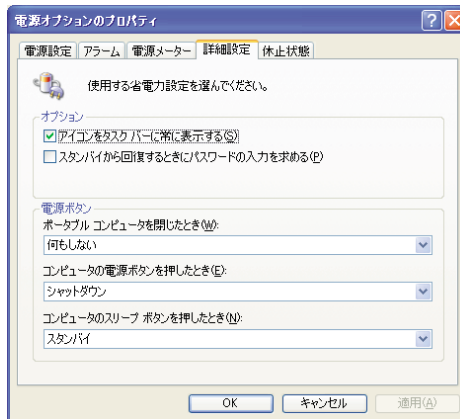 電源オプションのプロパティ
電源設定 アラーム 電源メーター 詳細設定 休止状態
使用する省電力設定を選んでください。
オプション
アイコンをタスク バーに常に表示する(S)
スタンバイから回復するときにパスワードの入力を求める(P)
電源ボタン
ポータブル コンピュータを閉じたとき(W):
何もしない
コンピュータの電源ボタンを押したとき(E):
シャットダウン
コンピュータのスリープ ボタンを押したとき(N):
スタンバイ
OK キャンセル 適用(A)